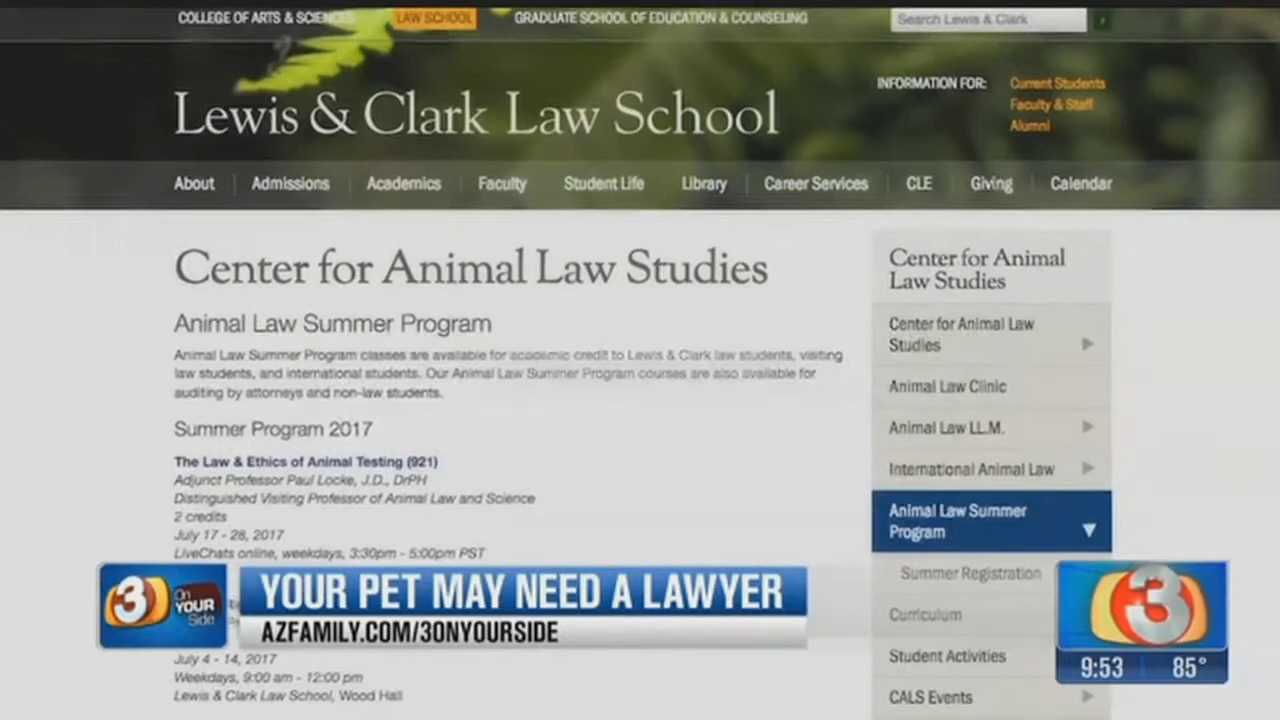 COLLEGE OF ARTS & SCIENCES
LAW SCHOOL
GRADUATE SCHOOL OF EDUCATION & COUNSELING
Search Lewis & Clark
Lewis & Clark Law School
INFORMATION FOR:
Current Students
Faculty & Staff
Alumni
About
Admissions
Academics
Faculty
Student Life
Library
Career Services
CLE
Giving
Calendar
Center for Animal Law Studies
Animal Law Summer Program
Animal Law Summer Program classes are available for academic credit to Lewis & Clark law students, visiting
law students, and international students. Our Animal Law Summer Program courses are also available for
auditing by attorneys and non-law students.
Summer Program 2017
The Law & Ethics of Animal Testing (921)
Adjunct Professor Paul Locke, J.D., DrPH
Distinguished Visiting Professor of Animal Law and Science
2 credits
July 17 - 28, 2017
LiveChats online, weekdays, 3:30pm - 5:00pm PST
July 4 - 14, 2017
Weekdays, 9:00 am - 12:00 pm
Lewis & Clark Law School, Wood Hall
Center for Animal
Law Studies
Center for Animal Law
Studies
Animal Law Clinic
Animal Law LL.M.
International Animal Law
Animal Law Summer
Program
Summer Registration
Curriculum
Student Activities
CALS Events
3 On
YOUR
Side
YOUR PET MAY NEED A LAWYER
AZFAMILY.COM/3ONYOURSIDE
3
9:53
85°